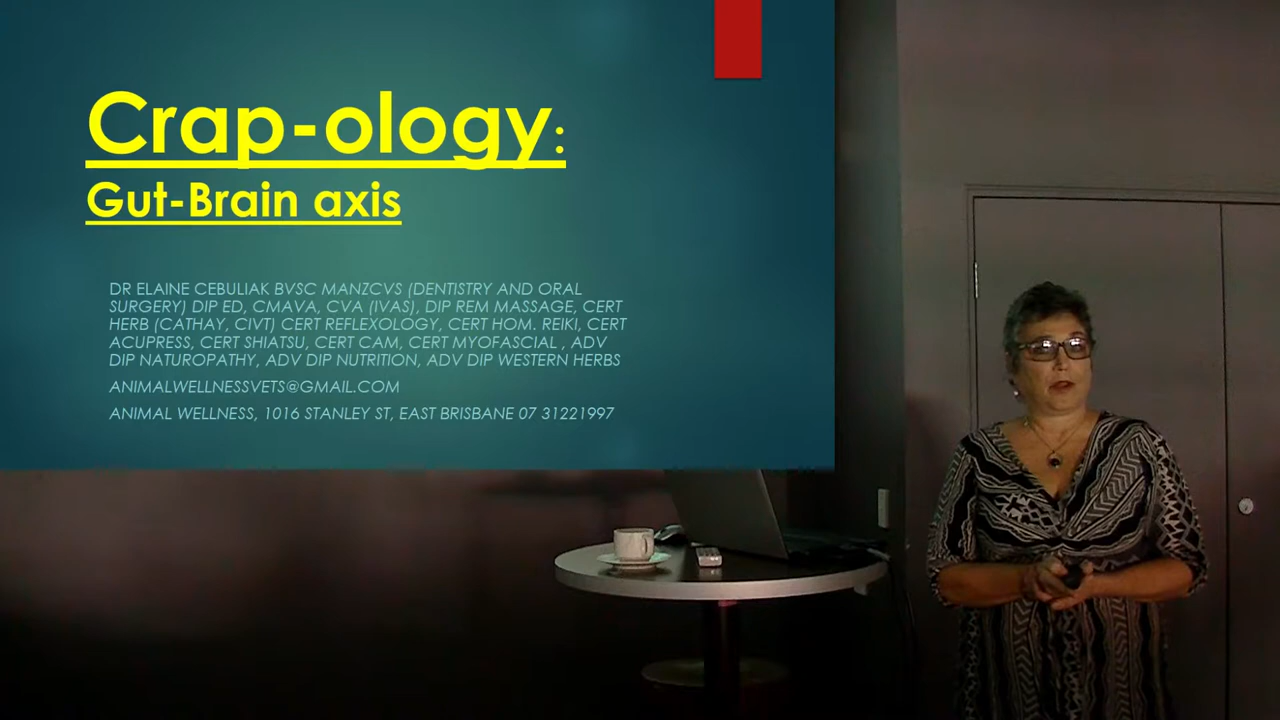 Crap-ology:
Gut-Brain axis
DR ELAINE CEBULIAK BVSC MANZCVS (DENTISTRY AND ORAL
SURGERY) DIP ED, CMAVA, CVA (IVAS), DIP REM MASSAGE, CERT
HERB (CATHAY, CIVT) CERT REFLEXOLOGY, CERT HOM. REIKI, CERT
ACUPRESS, CERT SHIATSU, CERT CAM, CERT MYOFASCIAL , ADV
DIP NATUROPATHY, ADV DIP NUTRITION, ADV DIP WESTERN HERBS
ANIMALWELLNESSVETS@GMAIL.COM
ANIMAL WELLNESS, 1016 STANLEY ST, EAST BRISBANE 07 31221997